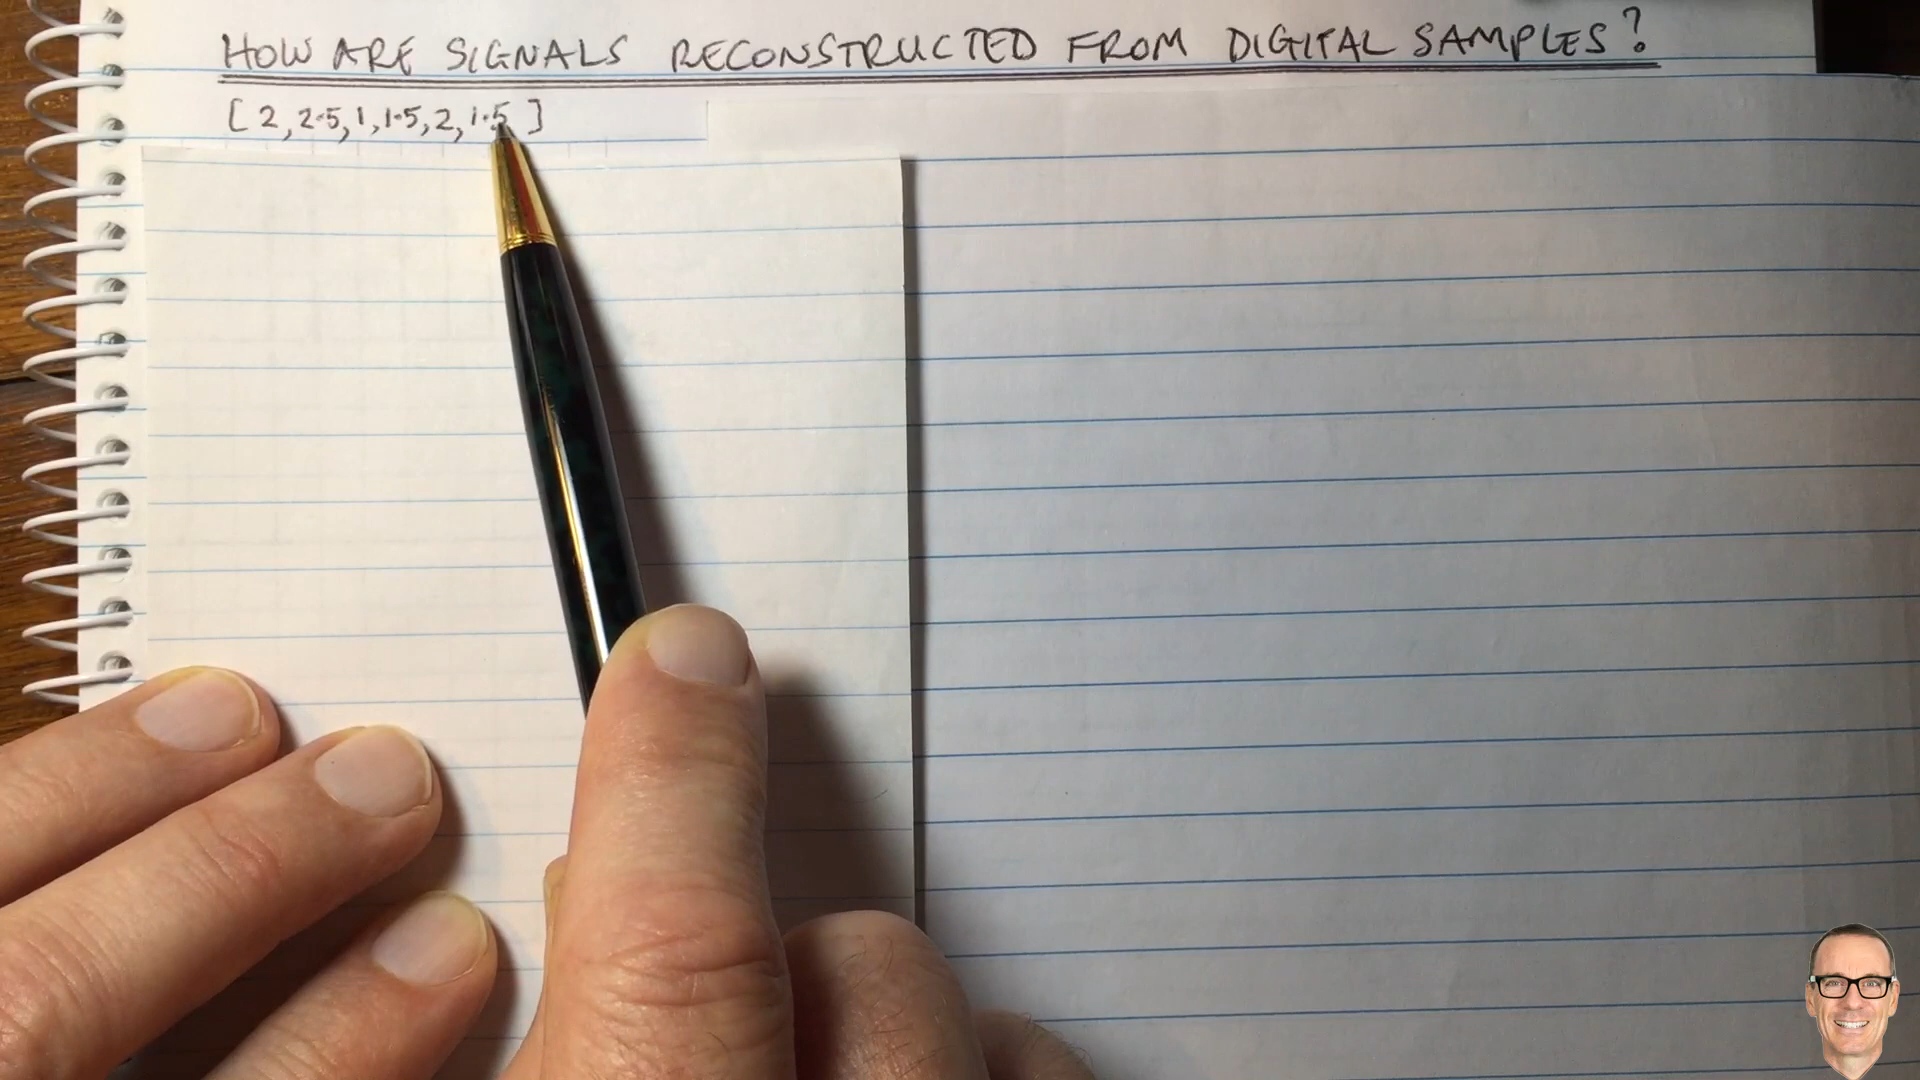 HOW ARE SIGNALS RECONSTRUCTED FROM DIGITAL SAMPLES?
[ 2, 2.5, 1, 1.5, 2, 1.5 ]